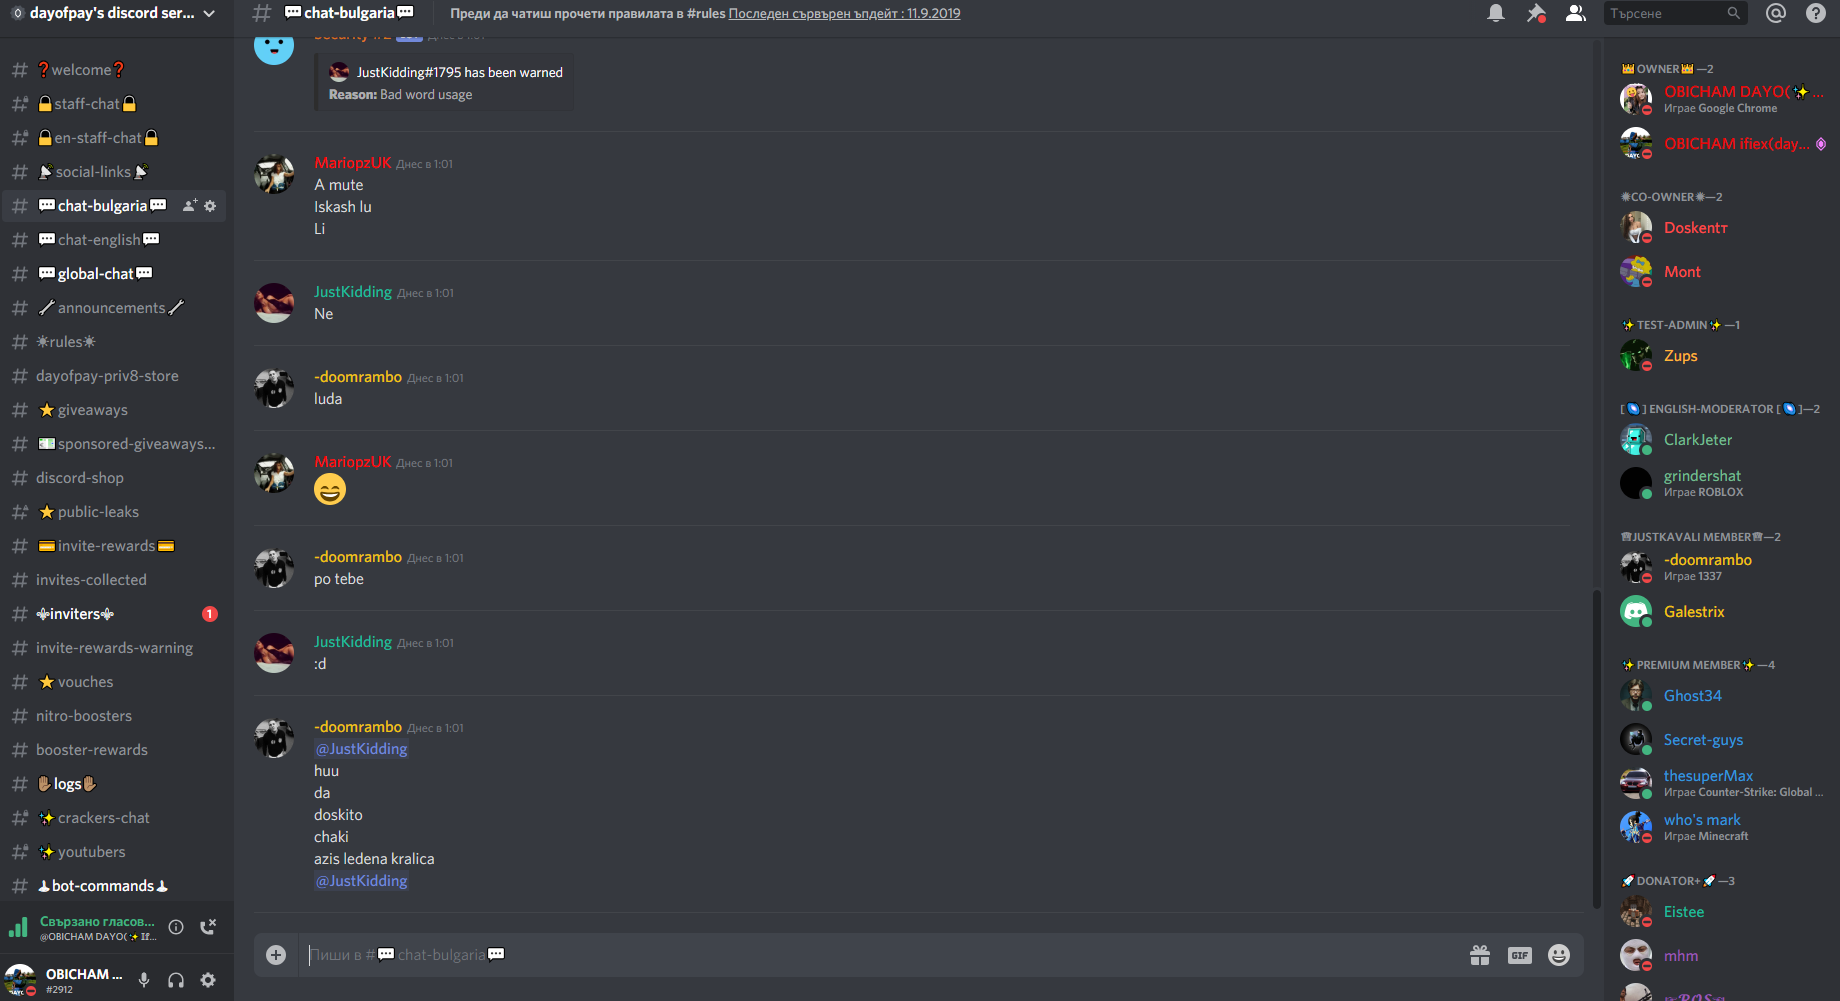 dayofpay's discord ser...
❓welcome❓
🔒staff-chat🔒
🔒en-staff-chat🔒
📡social-links📡
💬chat-bulgaria💬
💬chat-english💬
💬global-chat💬
🔧announcements🔧
☀rules☀
dayofpay-priv8-store
⭐giveaways
💵sponsored-giveaways...
discord-shop
⭐public-leaks
💳invite-rewards💳
invites-collected
⚜inviters⚜
1
invite-rewards-warning
⭐vouches
nitro-boosters
booster-rewards
✋logs✋
✨crackers-chat
✨youtubers
bot-commands
Свързано гласов...
@OBICHAM DAYO(✨If...
OBICHAM ...
#2912
# 💬chat-bulgaria💬
Преди да чатиш прочети правилата в #rules Последен сървърен ъпдейт : 11.9.2019
Търсене
JustKidding#1795 has been warned
Reason: Bad word usage
MariopzUK Днес в 1:01
A mute
Iskash lu
Li
JustKidding Днес в 1:01
Ne
-doomrambo Днес в 1:01
luda
MariopzUK Днес в 1:01
😄
-doomrambo Днес в 1:01
po tebe
JustKidding Днес в 1:01
:d
-doomrambo Днес в 1:01
@JustKidding
huu
da
doskito
chaki
azis ledena kralica
@JustKidding
Пиши в #💬chat-bulgaria💬
GIF
👑OWNER👑—2
OBICHAM DAYO(✨...
Играе Google Chrome
OBICHAM ifiex(day...
✹CO-OWNER✹—2
Doskentт
Mont
✨TEST-ADMIN✨—1
Zups
[🌌] ENGLISH-MODERATOR [🌌]—2
ClarkJeter
grindershat
Играе ROBLOX
♕JUSTKAVALI MEMBER♕—2
-doomrambo
Играе 1337
Galestrix
✨PREMIUM MEMBER✨—4
Ghost34
Secret-guys
thesuperMax
Играе Counter-Strike: Global ...
who's mark
Играе Minecraft
🚀DONATOR+🚀—3
Eistee
mhm